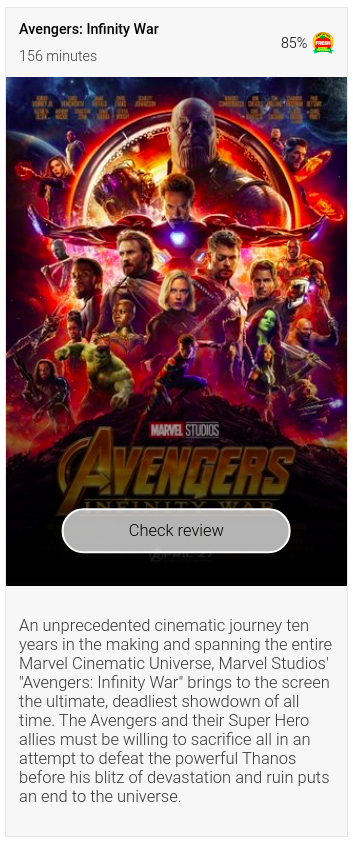 Avengers: Infinity War
156 minutes
85%
FRESH
MARVEL STUDIOS
AVENGERS
INFINITY WAR
Check review
APRIL 27
An unprecedented cinematic journey ten
years in the making and spanning the entire
Marvel Cinematic Universe, Marvel Studios'
"Avengers: Infinity War" brings to the screen
the ultimate, deadliest showdown of all
time. The Avengers and their Super Hero
allies must be willing to sacrifice all in an
attempt to defeat the powerful Thanos
before his blitz of devastation and ruin puts
an end to the universe.